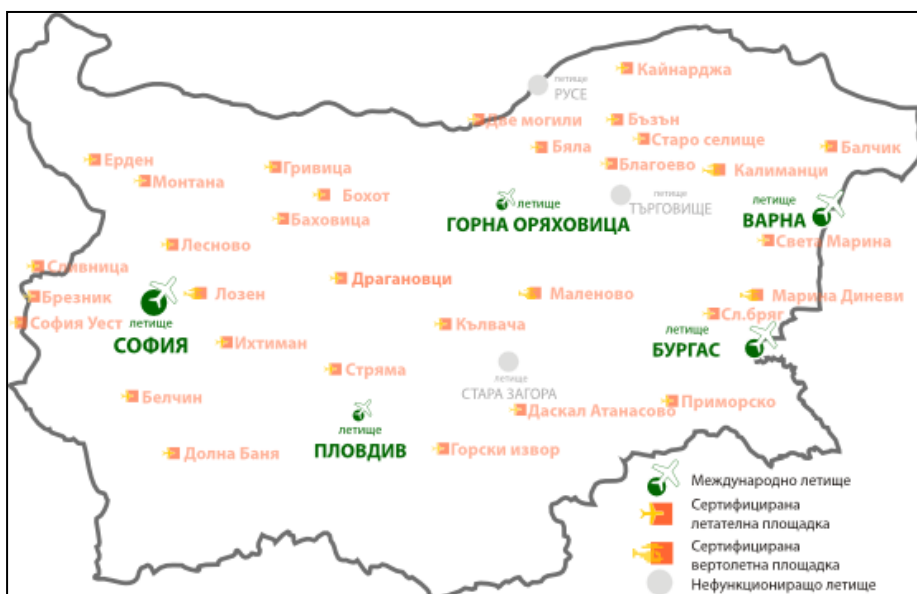 Кайнарджа
летище
РУСЕ
Две могили
Бъзън
Старо селище
Бяла
Балчик
Ерден
Гривица
Благоево
Калиманци
Монтана
Бохот
летище
ГОРНА ОРЯХОВИЦА
летище
ТЪРГОВИЩЕ
летище
ВАРНА
Баховица
Лесново
Света Марина
Сливница
Драгановци
Брезник
Лозен
Маленово
Марина Диневи
София Уест
летище
СОФИЯ
Кълвача
Сл.бряг
летище
БУРГАС
Ихтиман
Стряма
летище
СТАРА ЗАГОРА
Белчин
Даскал Атанасово
Приморско
летище
ПЛОВДИВ
Долна Баня
Горски извор
Международно летище
Сертифицирана
летателна площадка
Сертифицирана
вертолетна площадка
Нефункциониращо летище